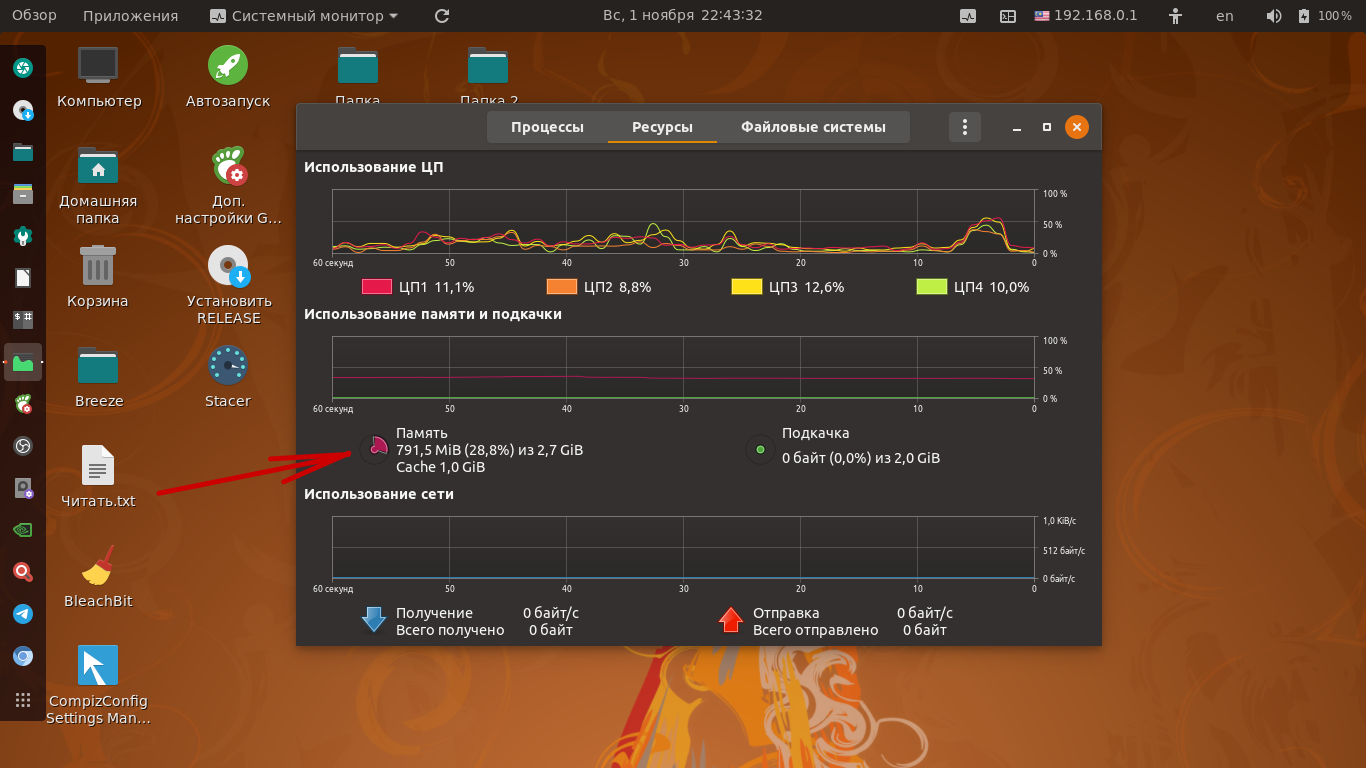 Обзор Приложения Системный монитор Вс, 1 ноября 22:43:32 192.168.0.1 en 100%
Компьютер
Автозапуск
Папка
Папка 2
Домашняя
папка
Доп.
настройки G...
Корзина
Установить
RELEASE
Breeze
Stacer
Читать.txt
BleachBit
CompizConfig
Settings Man...
Процессы Ресурсы Файловые системы
Использование ЦП
100 %
50 %
0 %
60 секунд 50 40 30 20 10 0
ЦП1 11,1% ЦП2 8,8% ЦП3 12,6% ЦП4 10,0%
Использование памяти и подкачки
100 %
50 %
0 %
60 секунд 50 40 30 20 10 0
Память
791,5 MiB (28,8%) из 2,7 GiB
Cache 1,0 GiB
Подкачка
0 байт (0,0%) из 2,0 GiB
Использование сети
1,0 KiB/с
512 байт/с
0 байт/с
60 секунд 50 40 30 20 10 0
Получение 0 байт/с
Всего получено 0 байт
Отправка 0 байт/с
Всего отправлено 0 байт